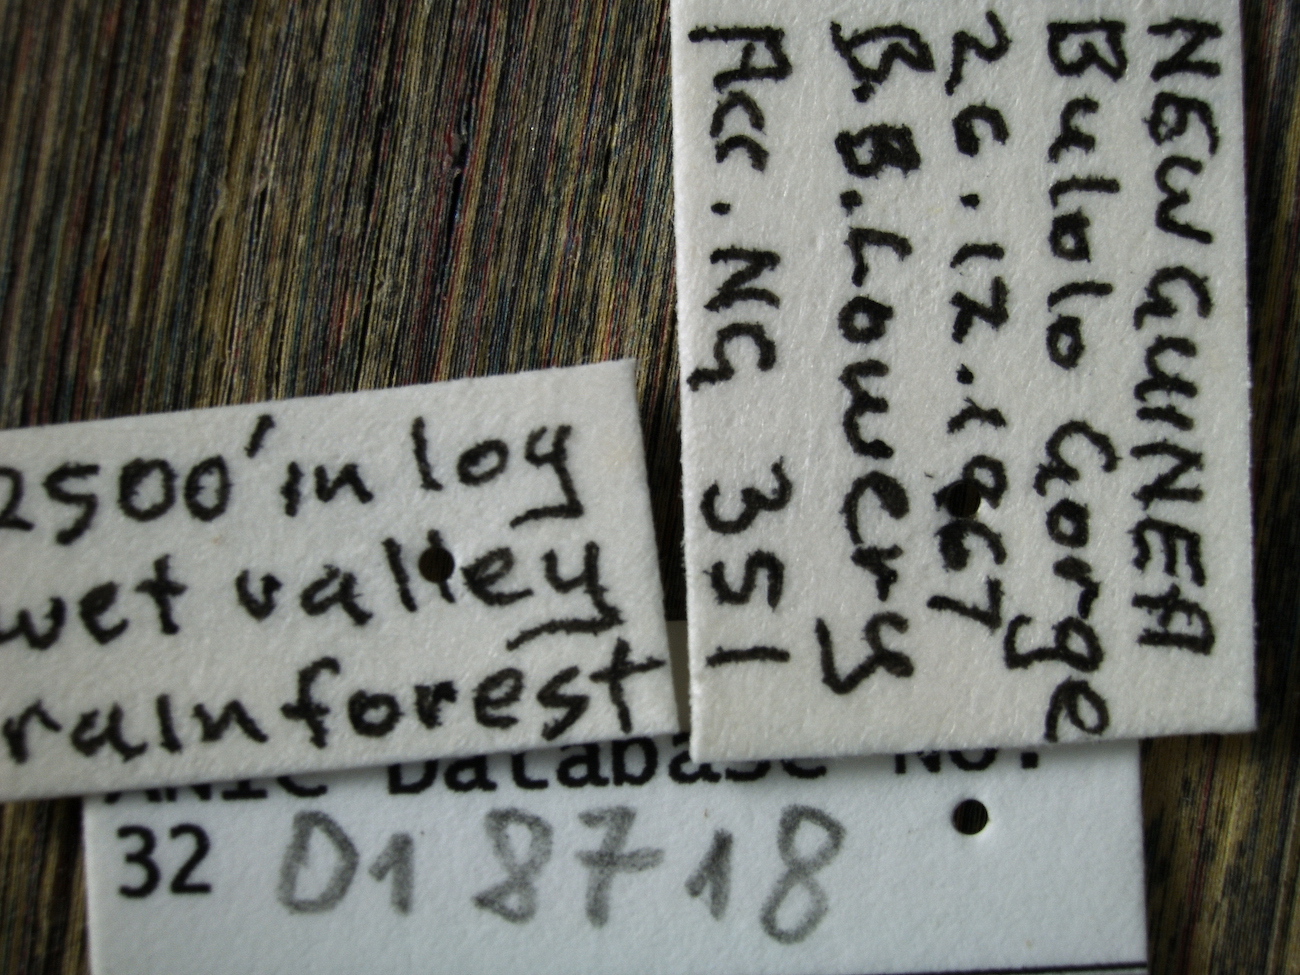 NEW GUINEA
Bulolo Gorge
26.12.1967
B.B.Lowery
Acc. NG 351
2500' in log
wet valley
rainforest
ANIC Database No.
32 018718